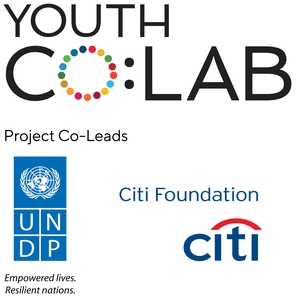 YOUTH
CO:LAB
Project Co-Leads
Citi Foundation
citi
UN
DP
Empowered lives.
Resilient nations.